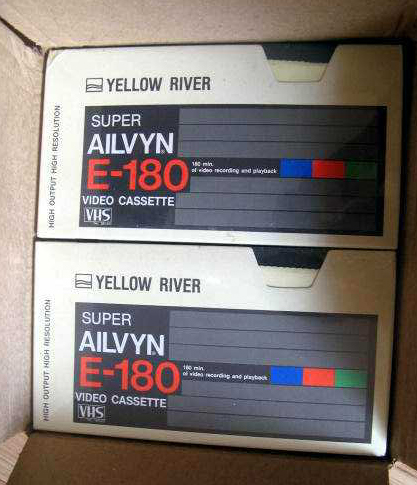 YELLOW RIVER
HIGH OUTPUT HIGH RESOLUTION
SUPER
AILVYN
E-180
180 min.
of video recording and playback
VIDEO CASSETTE
VHS
YELLOW RIVER
HIGH OUTPUT HIGH RESOLUTION
SUPER
AILVYN
E-180
180 min.
of video recording and playback
VIDEO CASSETTE
VHS